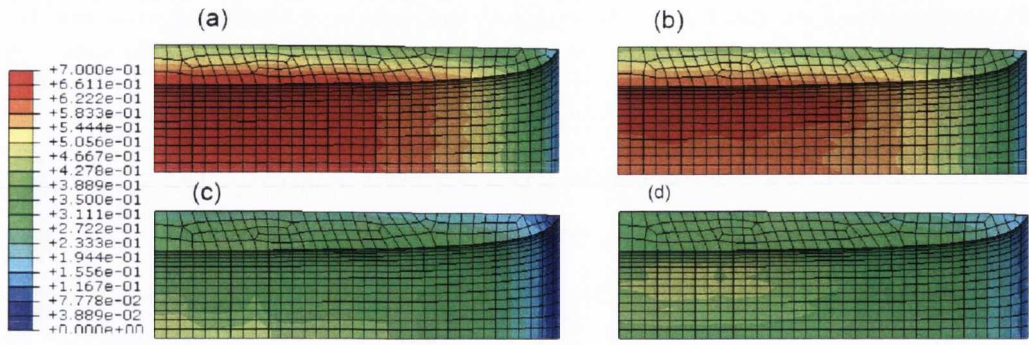 (a)
(b)
+7.000e-01
+6.611e-01
+6.222e-01
+5.833e-01
+5.444e-01
+5.056e-01
+4.667e-01
+4.278e-01
+3.889e-01
+3.500e-01
+3.111e-01
+2.722e-01
+2.333e-01
+1.944e-01
+1.556e-01
+1.167e-01
+7.778e-02
+3.889e-02
+0.000e+00
(c)
(d)